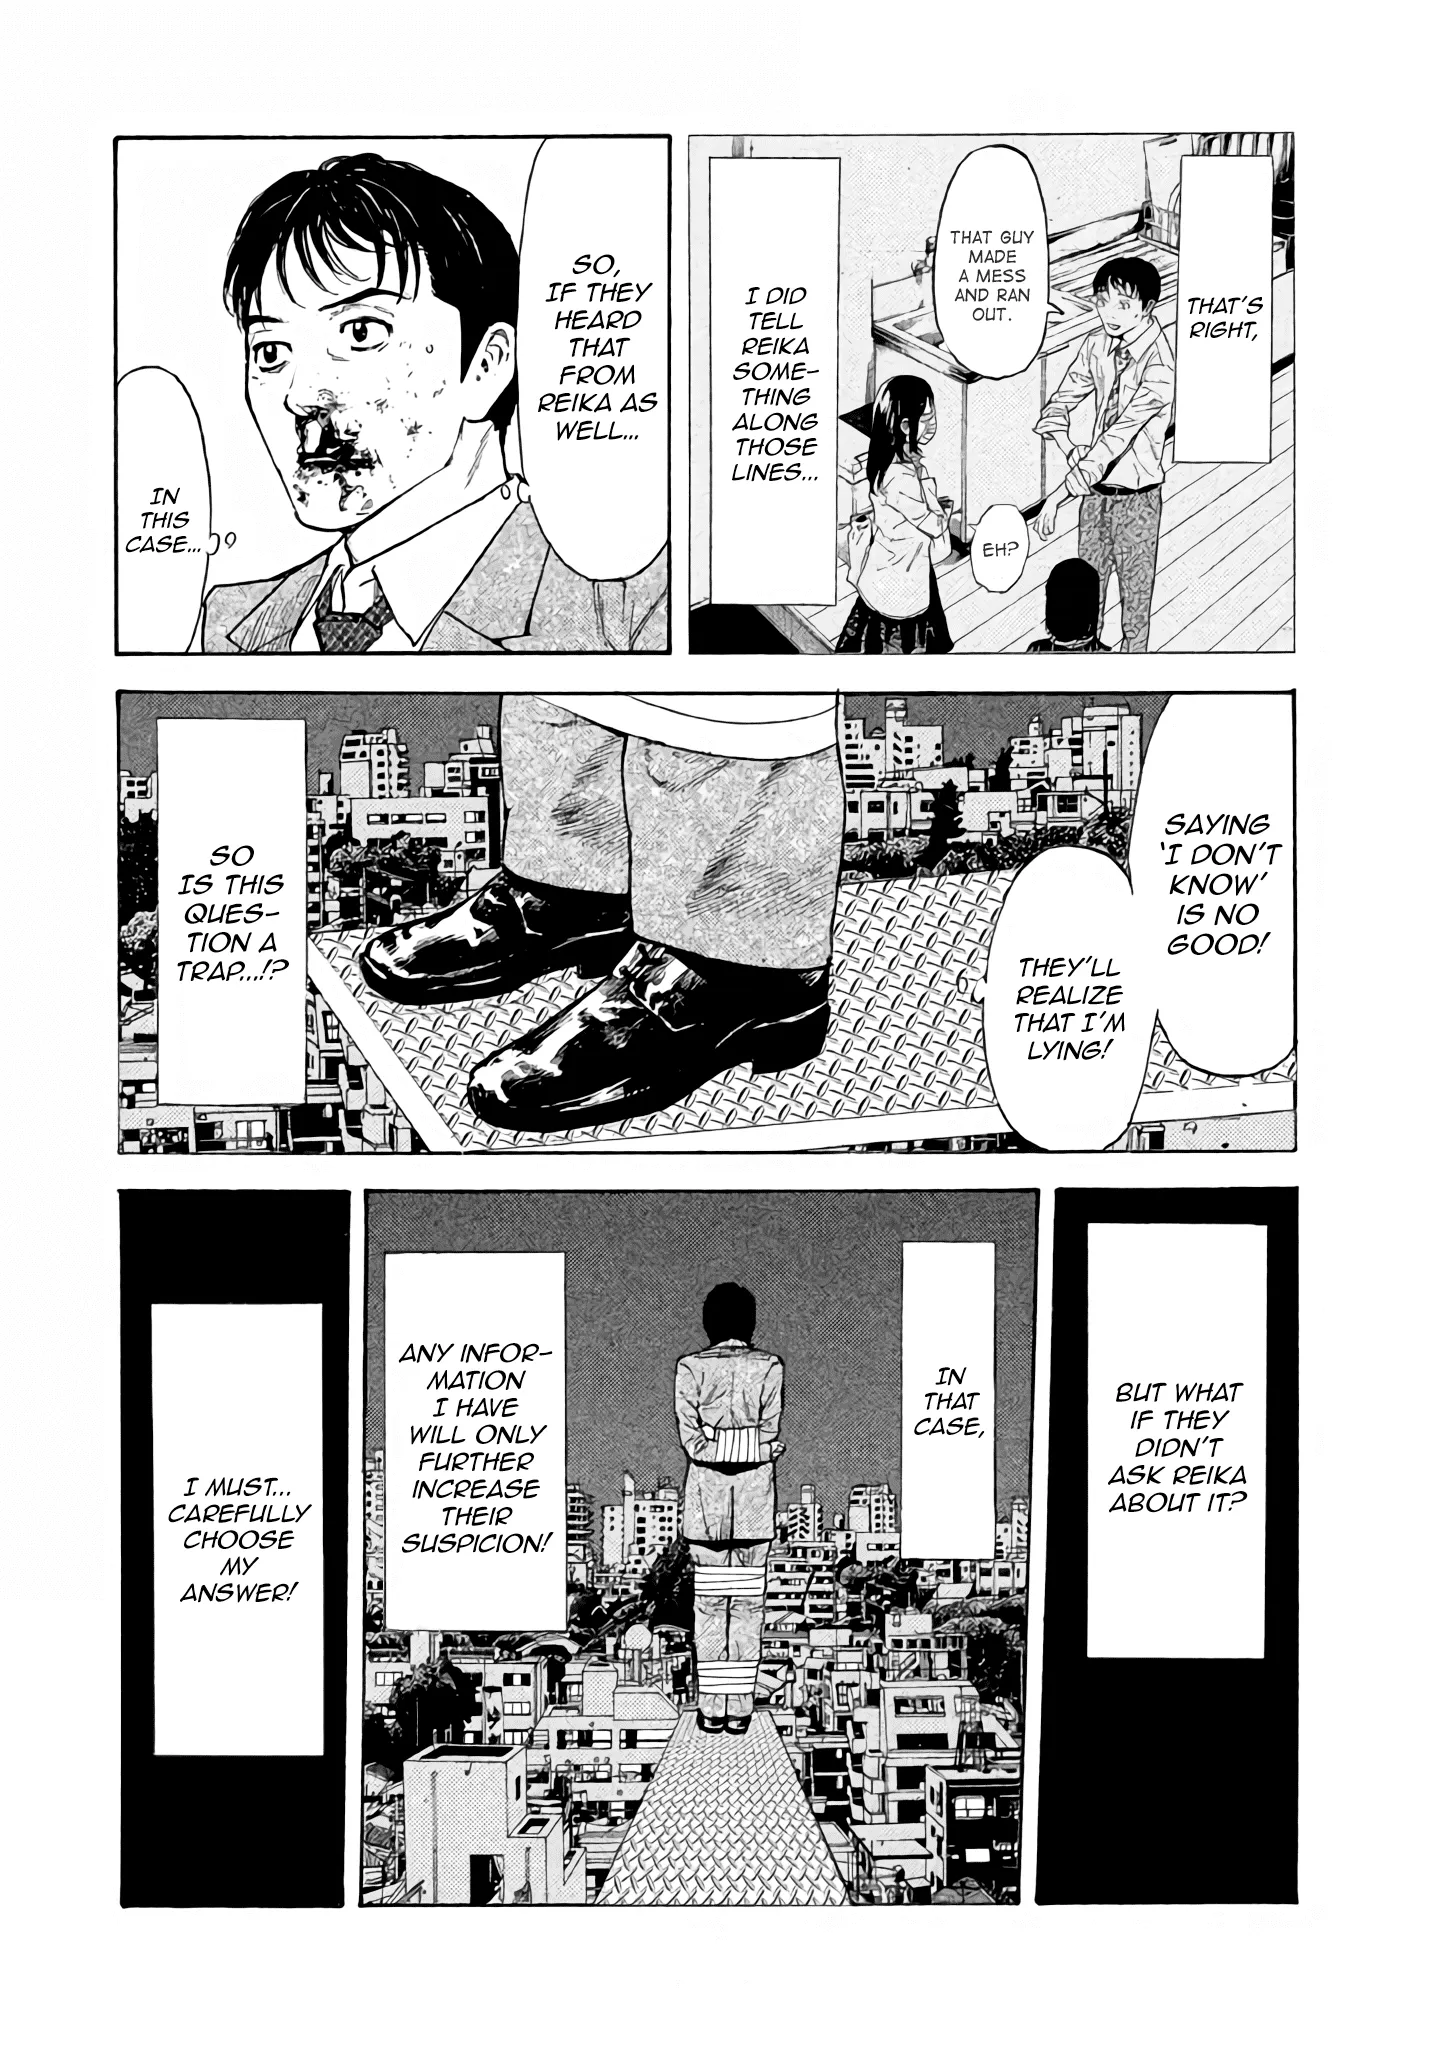 THAT'S
RIGHT,
THAT GUY
MADE
A MESS
AND RAN
OUT.
EH?
I DID
TELL
REIKA
SOME-
THING
ALONG
THOSE
LINES...
SO,
IF THEY
HEARD
THAT
FROM
REIKA AS
WELL...
IN
THIS
CASE...
SAYING
'I DON'T
KNOW'
IS NO
GOOD!
THEY'LL
REALIZE
THAT I'M
LYING!
SO
IS THIS
QUES-
TION A
TRAP...!?
BUT WHAT
IF THEY
DIDN'T
ASK REIKA
ABOUT IT?
IN
THAT
CASE,
ANY INFOR-
MATION
I HAVE
WILL ONLY
FURTHER
INCREASE
THEIR
SUSPICION!
I MUST...
CAREFULLY
CHOOSE
MY
ANSWER!